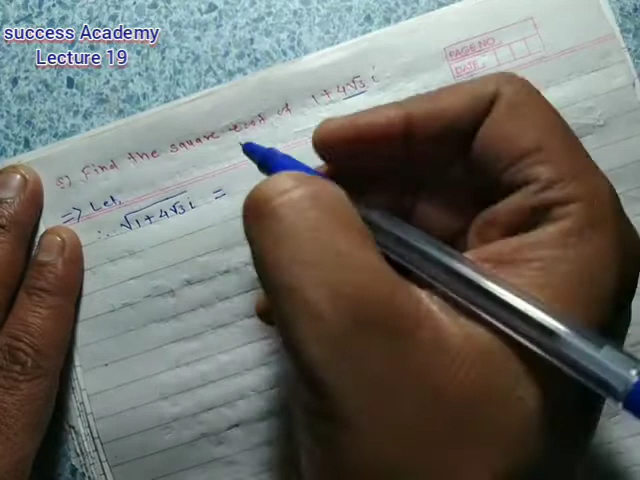 success Academy
Lecture 19
PAGE NO.
DATE
5) Find the square root of 1 + 4√3 i
=> Let,
∴ √1 + 4√3 i =